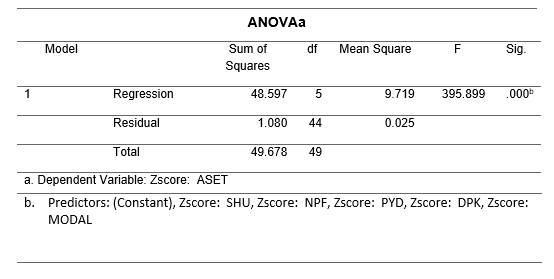 ANOVAa
Model Sum of Squares df Mean Square F Sig.
1 Regression 48.597 5 9.719 395.899 .000b
Residual 1.080 44 0.025
Total 49.678 49
a. Dependent Variable: Zscore: ASET
b. Predictors: (Constant), Zscore: SHU, Zscore: NPF, Zscore: PYD, Zscore: DPK, Zscore:
MODAL